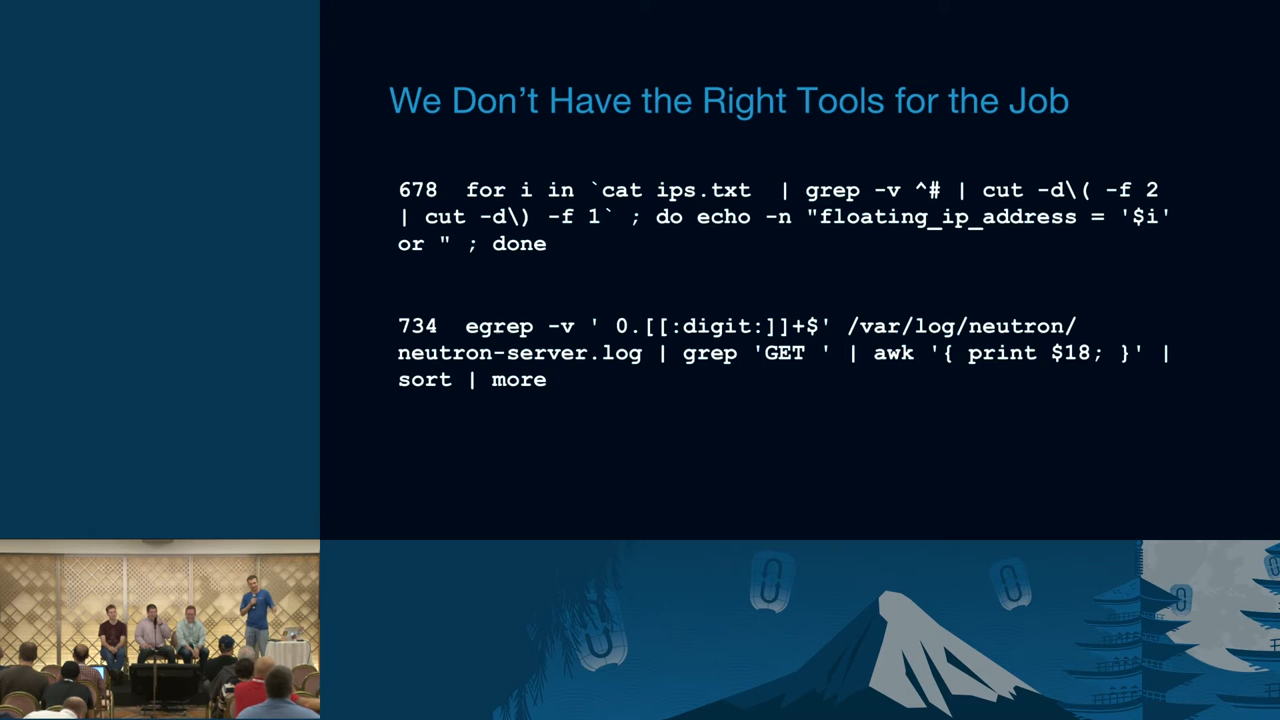 We Don’t Have the Right Tools for the Job
678  for i in `cat ips.txt  | grep -v ^# | cut -d\( -f 2
| cut -d\) -f 1` ; do echo -n "floating_ip_address = '$i'
or " ; done
734  egrep -v ' 0.[[:digit:]]+$' /var/log/neutron/
neutron-server.log | grep 'GET ' | awk '{ print $18; }' |
sort | more